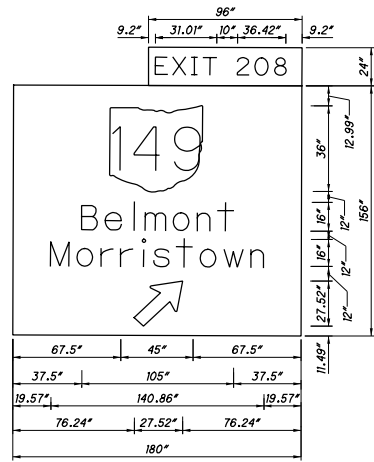 96"
9.2" 31.01" 10" 36.42" 9.2"
EXIT 208
24"
149
Belmont
Morristown
12.99"
36"
12"
16"
12"
16"
12"
27.52"
11.49"
156"
67.5" 45" 67.5"
37.5" 105" 37.5"
19.57" 140.86" 19.57"
76.24" 27.52" 76.24"
180"